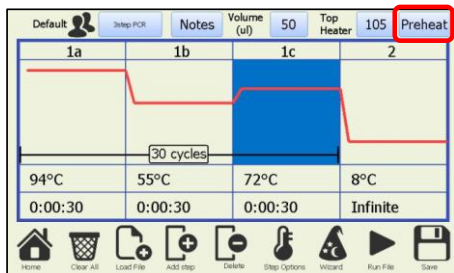 Default 3step PCR Notes Volume (ul) 50 Top Heater 105 Preheat
1a 1b 1c 2
30 cycles
94°C 55°C 72°C 8°C
0:00:30 0:00:30 0:00:30 Infinite
Home Clear All Load File Add step Delete Step Options Wizard Run File Save